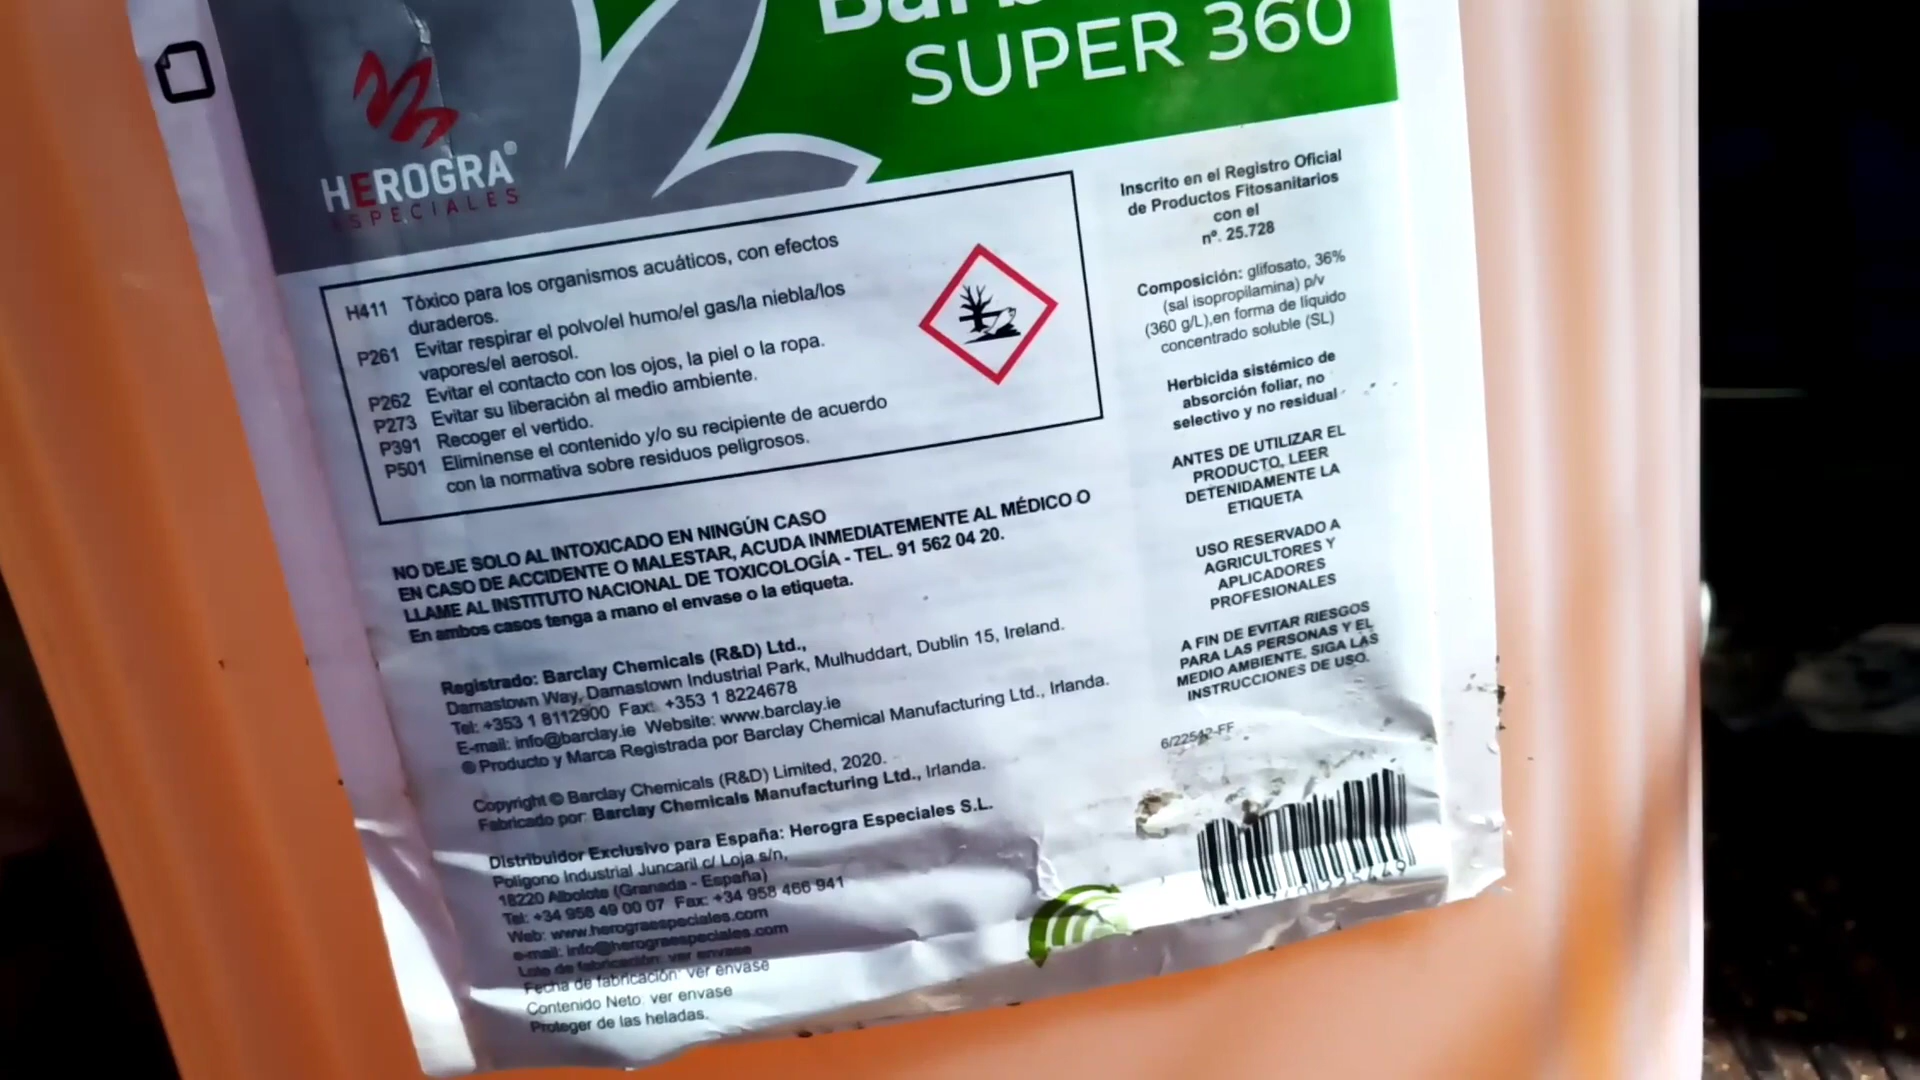 SUPER 360
HEROGRA®
ESPECIALES
H411 Tóxico para los organismos acuáticos, con efectos
duraderos.
P261 Evitar respirar el polvo/el humo/el gas/la niebla/los
vapores/el aerosol.
P262 Evitar el contacto con los ojos, la piel o la ropa.
P273 Evitar su liberación al medio ambiente.
P391 Recoger el vertido.
P501 Eliminense el contenido y/o su recipiente de acuerdo
con la normativa sobre residuos peligrosos.
NO DEJE SOLO AL INTOXICADO EN NINGÚN CASO
EN CASO DE ACCIDENTE O MALESTAR, ACUDA INMEDIATEMENTE AL MÉDICO O
LLAME AL INSTITUTO NACIONAL DE TOXICOLOGÍA - TEL. 91 562 04 20.
En ambos casos tenga a mano el envase o la etiqueta.
Registrado: Barclay Chemicals (R&D) Ltd.,
Damastown Way, Damastown Industrial Park, Mulhuddart, Dublin 15, Ireland.
Tel: +353 1 8112900 Fax: +353 1 8224678
E-mail: info@barclay.ie Website: www.barclay.ie
® Producto y Marca Registrada por Barclay Chemical Manufacturing Ltd., Irlanda.
Copyright © Barclay Chemicals (R&D) Limited, 2020.
Fabricado por: Barclay Chemicals Manufacturing Ltd., Irlanda.
Distribuidor Exclusivo para España: Herogra Especiales S.L.
Polígono Industrial Juncaril c/ Loja s/n,
18220 Albolote (Granada - España)
Tel: +34 958 49 00 07 Fax: +34 958 466 941
Web: www.herograespeciales.com
e-mail: info@herograespeciales.com
Lote de fabricación: ver envase
Fecha de fabricación: ver envase
Contenido Neto: ver envase
Proteger de las heladas.
Inscrito en el Registro Oficial
de Productos Fitosanitarios
con el
nº. 25.728
Composición: glifosato, 36%
(sal isopropilamina) p/v
(360 g/L),en forma de líquido
concentrado soluble (SL)
Herbicida sistémico de
absorción foliar, no
selectivo y no residual
ANTES DE UTILIZAR EL
PRODUCTO, LEER
DETENIDAMENTE LA
ETIQUETA
USO RESERVADO A
AGRICULTORES Y
APLICADORES
PROFESIONALES
A FIN DE EVITAR RIESGOS
PARA LAS PERSONAS Y EL
MEDIO AMBIENTE, SIGA LAS
INSTRUCCIONES DE USO.